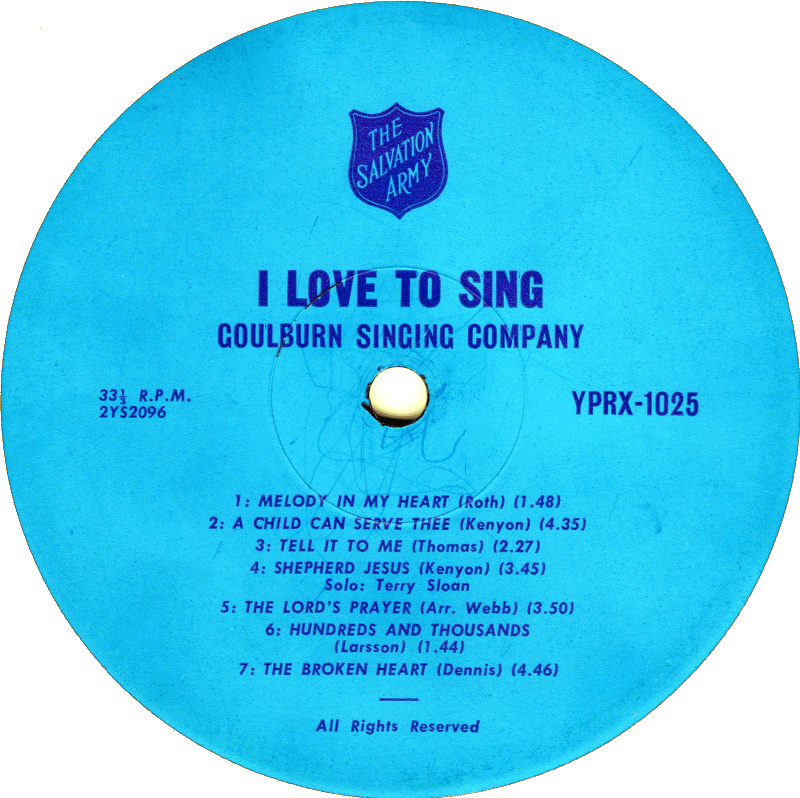 THE
SALVATION
ARMY
I LOVE TO SING
GOULBURN SINGING COMPANY
33⅓ R.P.M.
2YS2096
YPRX-1025
1: MELODY IN MY HEART (Roth) (1.48)
2: A CHILD CAN SERVE THEE (Kenyon) (4.35)
3: TELL IT TO ME (Thomas) (2.27)
4: SHEPHERD JESUS (Kenyon) (3.45)
Solo: Terry Sloan
5: THE LORD'S PRAYER (Arr. Webb) (3.50)
6: HUNDREDS AND THOUSANDS
(Larsson) (1.44)
7: THE BROKEN HEART (Dennis) (4.46)
All Rights Reserved